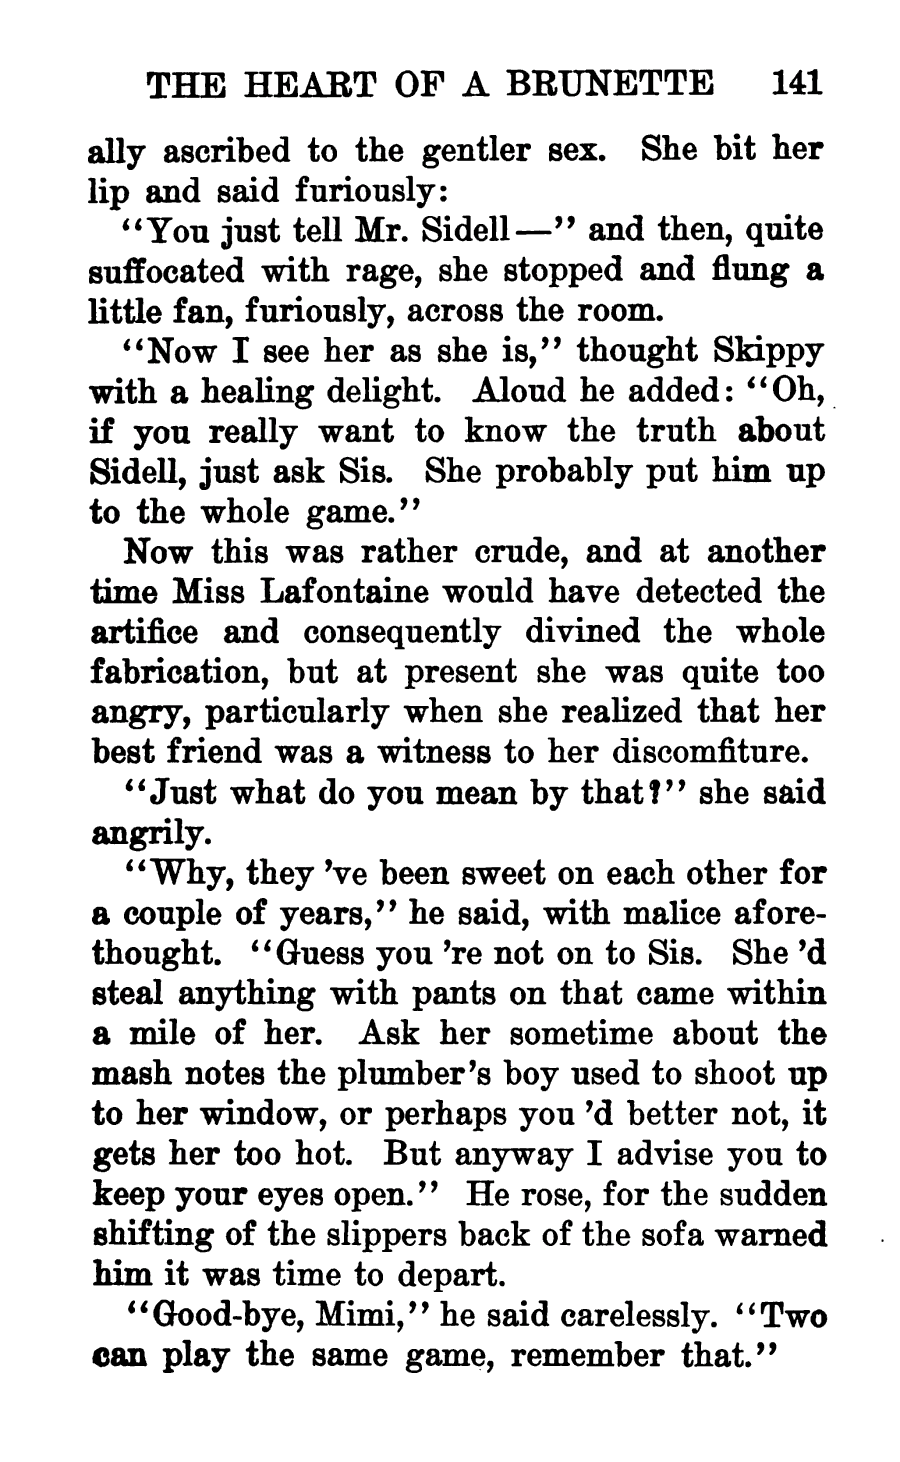 THE HEART OF A BRUNETTE 141
ally ascribed to the gentler sex. She bit her
lip and said furiously:
"You just tell Mr. Sidell—" and then, quite
suffocated with rage, she stopped and flung a
little fan, furiously, across the room.
"Now I see her as she is," thought Skippy
with a healing delight. Aloud he added: "Oh,
if you really want to know the truth about
Sidell, just ask Sis. She probably put him up
to the whole game."
Now this was rather crude, and at another
time Miss Lafontaine would have detected the
artifice and consequently divined the whole
fabrication, but at present she was quite too
angry, particularly when she realized that her
best friend was a witness to her discomfiture.
"Just what do you mean by that?" she said
angrily.
"Why, they 've been sweet on each other for
a couple of years," he said, with malice afore-
thought. "Guess you 're not on to Sis. She 'd
steal anything with pants on that came within
a mile of her. Ask her sometime about the
mash notes the plumber's boy used to shoot up
to her window, or perhaps you 'd better not, it
gets her too hot. But anyway I advise you to
keep your eyes open." He rose, for the sudden
shifting of the slippers back of the sofa warned
him it was time to depart.
"Good-bye, Mimi," he said carelessly. "Two
can play the same game, remember that."